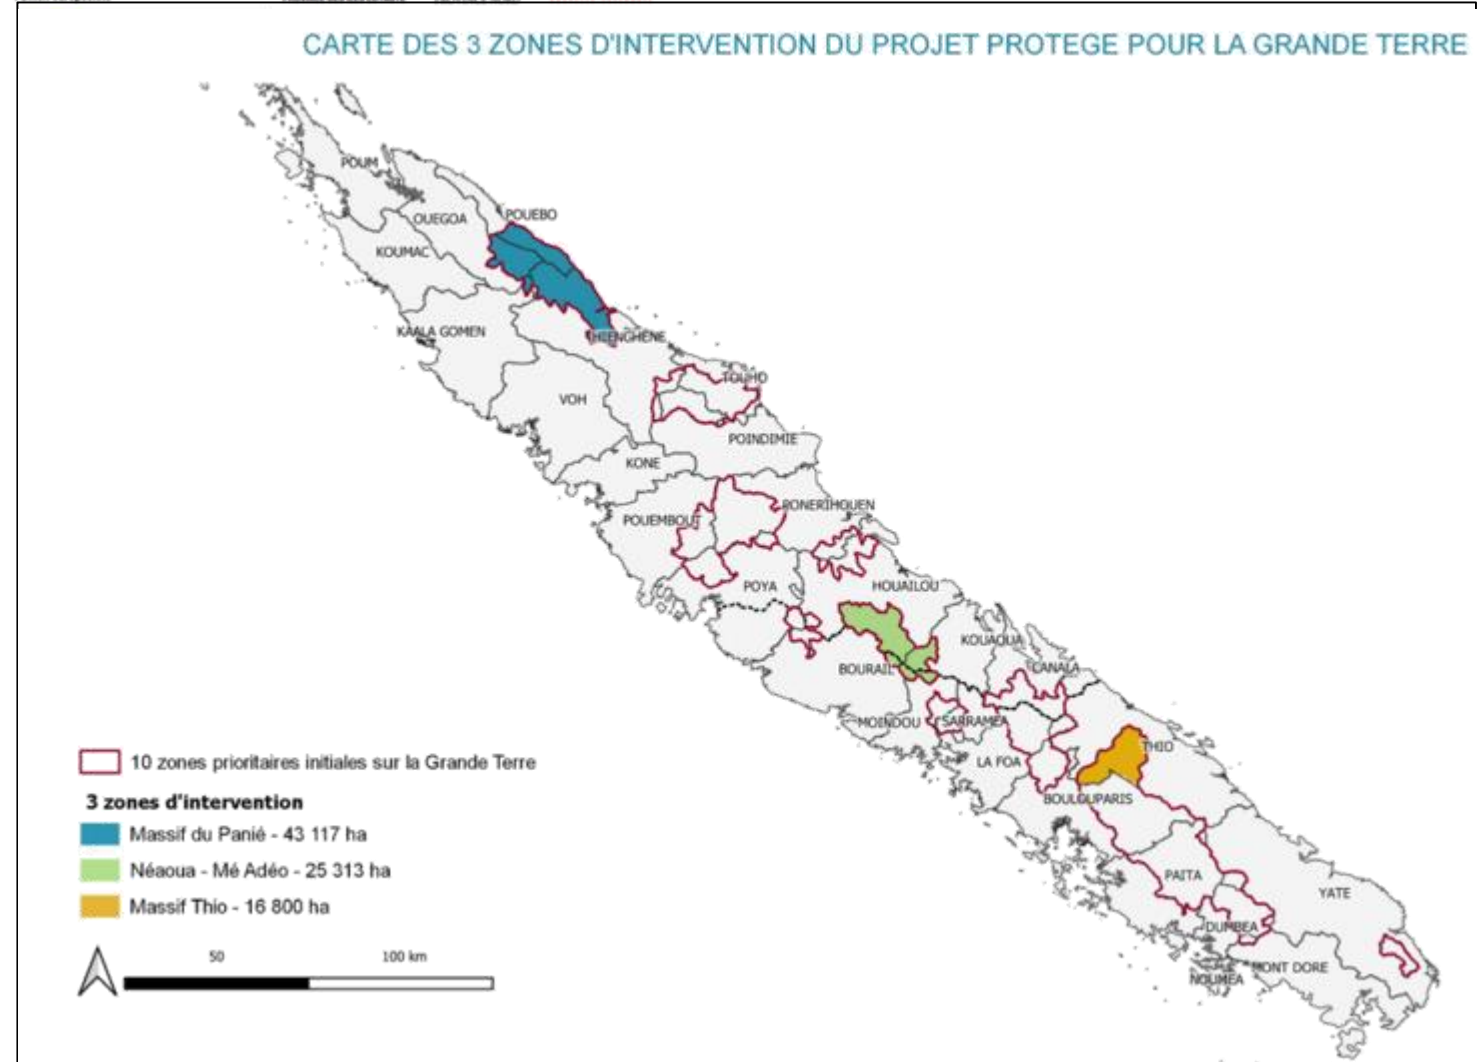 CARTE DES 3 ZONES D'INTERVENTION DU PROJET PROTEGE POUR LA GRANDE TERRE
POUM
OUEGOA
POUEBO
KOUMAC
KAALA GOMEN
HIENGHENE
TOUHO
VOH
POINDIMIE
KONE
PONERIHOUEN
POUEMBOUT
POYA
HOUAILOU
KOUAOUA
BOURAIL
CANALA
MOINDOU
SARRAMEA
THIO
LA FOA
BOULOUPARIS
PAITA
YATE
DUMBEA
MONT DORE
NOUMEA
10 zones prioritaires initiales sur la Grande Terre
3 zones d'intervention
Massif du Panié - 43 117 ha
Néaoua - Mé Adéo - 25 313 ha
Massif Thio - 16 800 ha
50 100 km